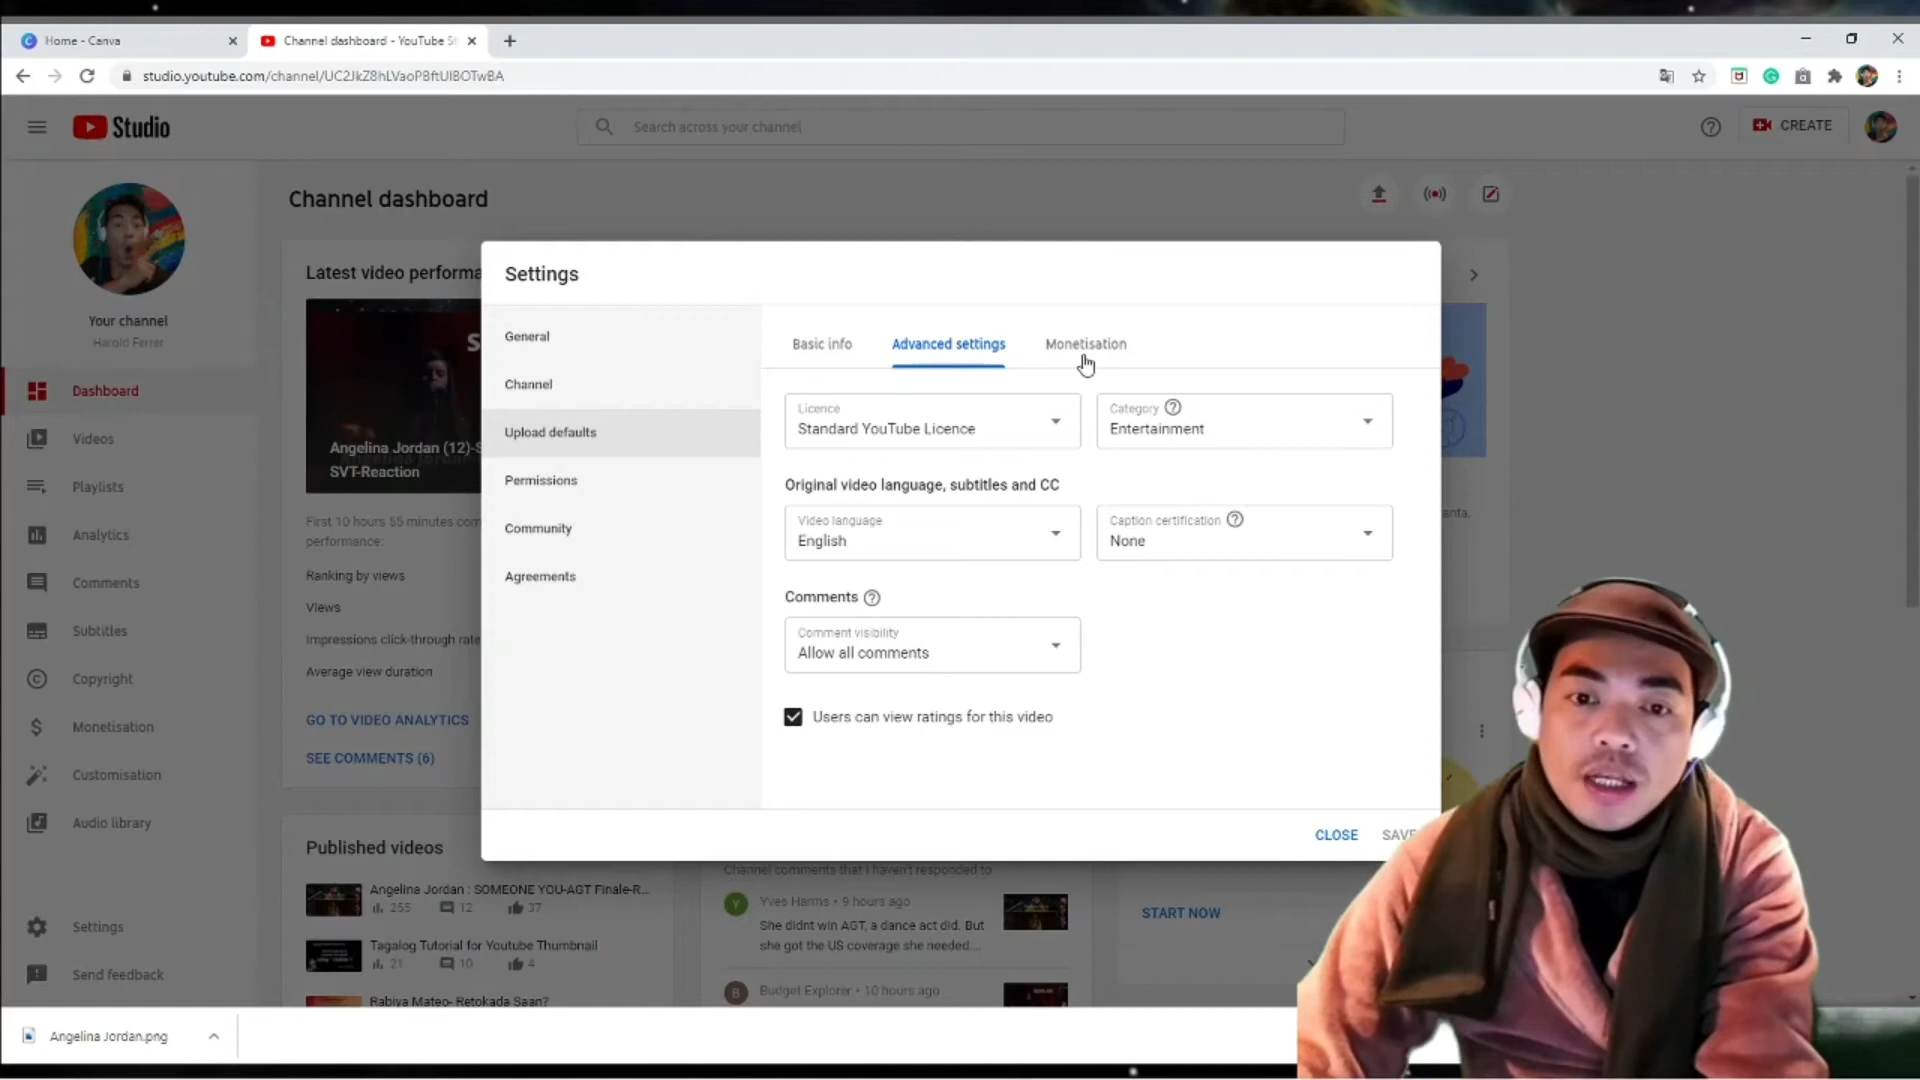 Home - Canva
Channel dashboard - YouTube S
studio.youtube.com/channel/UC2JkZ8hLVaoP8ftUIBOTwBA
Studio
Search across your channel
CREATE
Channel dashboard
Your channel
Harold Ferrer
Dashboard
Videos
Playlists
Analytics
Comments
Subtitles
Copyright
Monetisation
Customisation
Audio library
Settings
Send feedback
Latest video performa
S
Angelina Jordan (12)-S
SVT-Reaction
First 10 hours 55 minutes com
performance:
Ranking by views
Views
Impressions click-through rate
Average view duration
GO TO VIDEO ANALYTICS
SEE COMMENTS (6)
Published videos
Angelina Jordan : SOMEONE YOU-AGT Finale-R...
255 12 37
Tagalog Tutorial for Youtube Thumbnail
21 10 4
Rabiya Mateo- Retokada Saan?
Settings
General
Channel
Upload defaults
Permissions
Community
Agreements
Basic info
Advanced settings
Monetisation
Licence
Standard YouTube Licence
Category
Entertainment
Original video language, subtitles and CC
Video language
English
Caption certification
None
Comments
Comment visibility
Allow all comments
Users can view ratings for this video
CLOSE
SAVE
Channel comments that I haven't responded to
Y
Yves Harms • 9 hours ago
She didnt win AGT, a dance act did. But
she got the US coverage she needed...
B
Budget Explorer • 10 hours ago
START NOW
Angelina Jordan.png